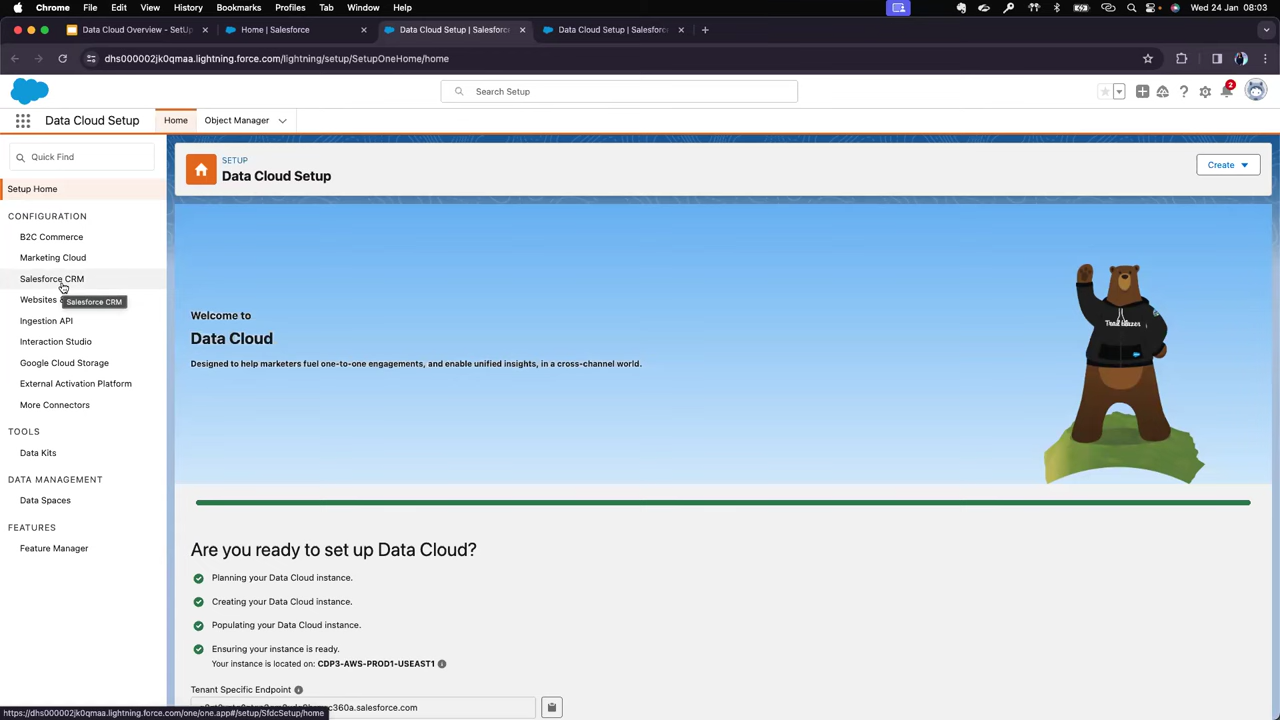 Chrome File Edit View History Bookmarks Profiles Tab Window Help
Wed 24 Jan 08:03
Data Cloud Overview - SetU
Home | Salesforce
Data Cloud Setup | Salesforce
Data Cloud Setup | Salesforce
dhs000002jk0qmaa.lightning.force.com/lightning/setup/SetupOneHome/home
Search Setup
2
Data Cloud Setup
Home
Object Manager
Quick Find
Setup Home
CONFIGURATION
B2C Commerce
Marketing Cloud
Salesforce CRM
Websites
Salesforce CRM
Ingestion API
Interaction Studio
Google Cloud Storage
External Activation Platform
More Connectors
TOOLS
Data Kits
DATA MANAGEMENT
Data Spaces
FEATURES
Feature Manager
SETUP
Data Cloud Setup
Create
Welcome to
Data Cloud
Designed to help marketers fuel one-to-one engagements, and enable unified insights, in a cross-channel world.
Are you ready to set up Data Cloud?
Planning your Data Cloud instance.
Creating your Data Cloud instance.
Populating your Data Cloud instance.
Ensuring your instance is ready.
Your instance is located on: CDP3-AWS-PROD1-USEAST1
Tenant Specific Endpoint
c360a.salesforce.com
https://dhs000002jk0qmaa.lightning.force.com/one/one.app#/setup/SfdcSetup/home